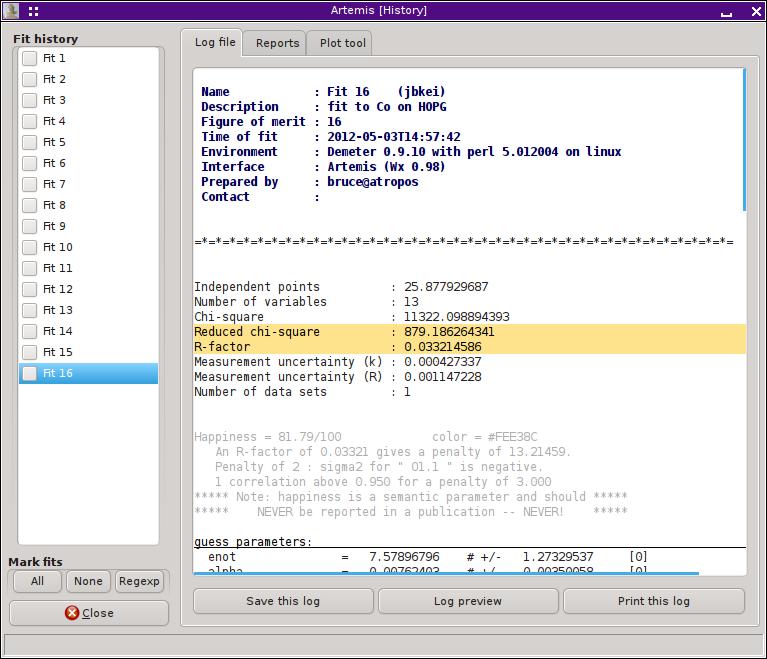 Artemis [History]
Fit history
Fit 1
Fit 2
Fit 3
Fit 4
Fit 5
Fit 6
Fit 7
Fit 8
Fit 9
Fit 10
Fit 11
Fit 12
Fit 13
Fit 14
Fit 15
Fit 16
Mark fits
All None Regexp
Close
Log file Reports Plot tool
Name : Fit 16 (jbkei)
Description : fit to Co on HOPG
Figure of merit : 16
Time of fit : 2012-05-03T14:57:42
Environment : Demeter 0.9.10 with perl 5.012004 on linux
Interface : Artemis (Wx 0.98)
Prepared by : bruce@atropos
Contact :
=*=*=*=*=*=*=*=*=*=*=*=*=*=*=*=*=*=*=*=*=*=*=*=*=*=*=*=*=*=*=*=*=*=*=*=*=*=*=
Independent points : 25.877929687
Number of variables : 13
Chi-square : 11322.098894393
Reduced chi-square : 879.186264341
R-factor : 0.033214586
Measurement uncertainty (k) : 0.000427337
Measurement uncertainty (R) : 0.001147228
Number of data sets : 1
Happiness = 81.79/100 color = #FEE38C
An R-factor of 0.03321 gives a penalty of 13.21459.
Penalty of 2 : sigma2 for " O1.1 " is negative.
1 correlation above 0.950 for a penalty of 3.000
***** Note: happiness is a semantic parameter and should *****
***** NEVER be reported in a publication -- NEVER! *****
guess parameters:
enot = 7.57896796 # +/- 1.27329537 [0]
alpha = 0.00762403 # +/- 0.00350058 [0]
Save this log Log preview Print this log